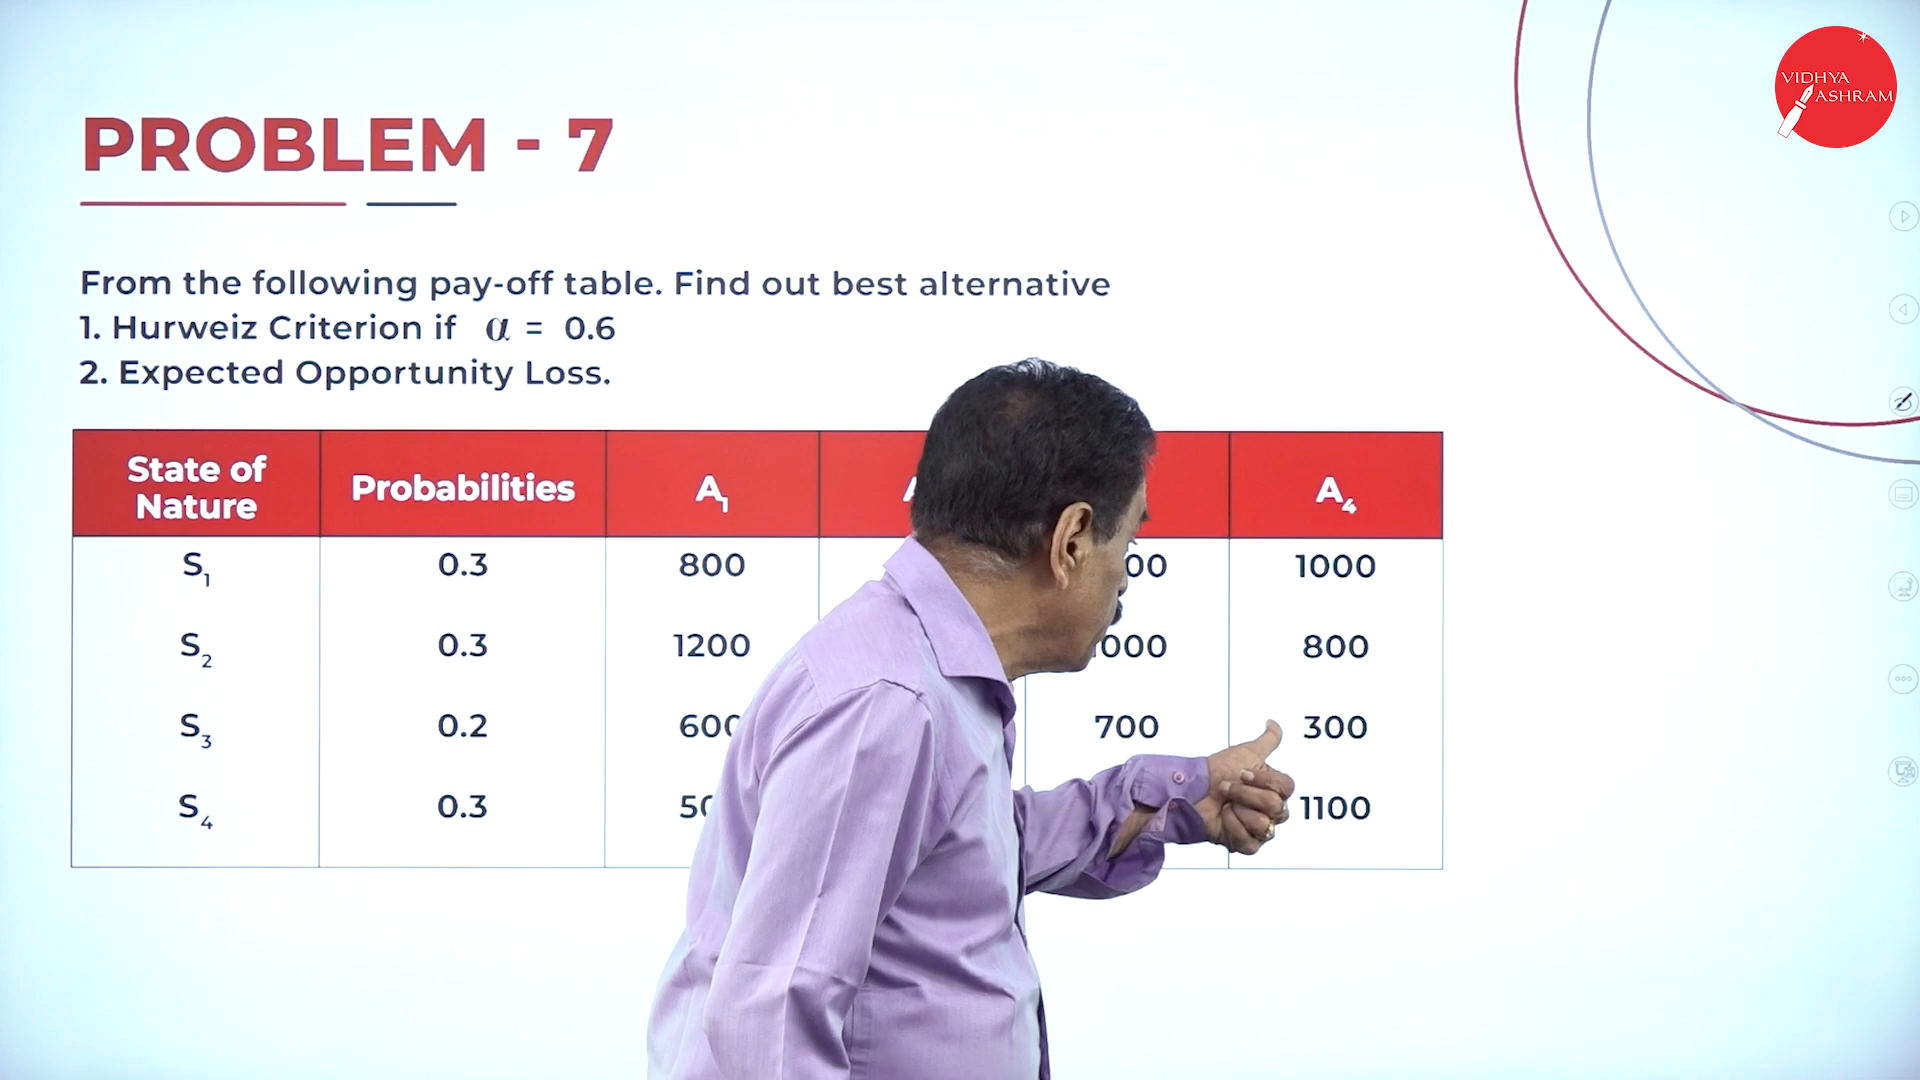 VIDHYA
ASHRAM
PROBLEM - 7
From the following pay-off table. Find out best alternative
1. Hurweiz Criterion if α = 0.6
2. Expected Opportunity Loss.
State of Nature Probabilities A1 A4
S1 0.3 800 1000
S2 0.3 1200 800
S3 0.2 600 700 300
S4 0.3 1100